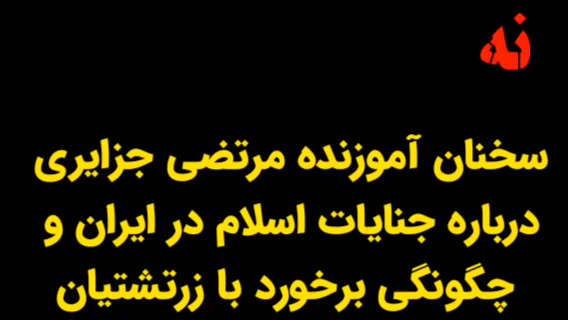 نه
سخنان آموزنده مرتضی جزایری
درباره جنایات اسلام در ایران و
چگونگی برخورد با زرتشتیان